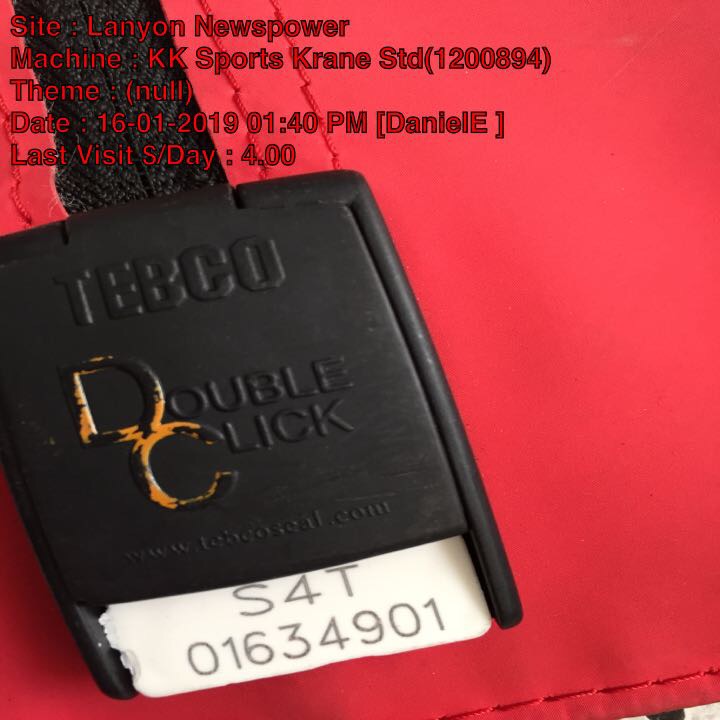 Site : Lanyon Newspower
Machine : KK Sports Krane Std(1200894)
Theme : (null)
Date : 16-01-2019 01:40 PM [DanielE ]
Last Visit S/Day : 4.00
TEBCO
DOUBLE
CLICK
www.tebcoseal.com
S4T
01634901